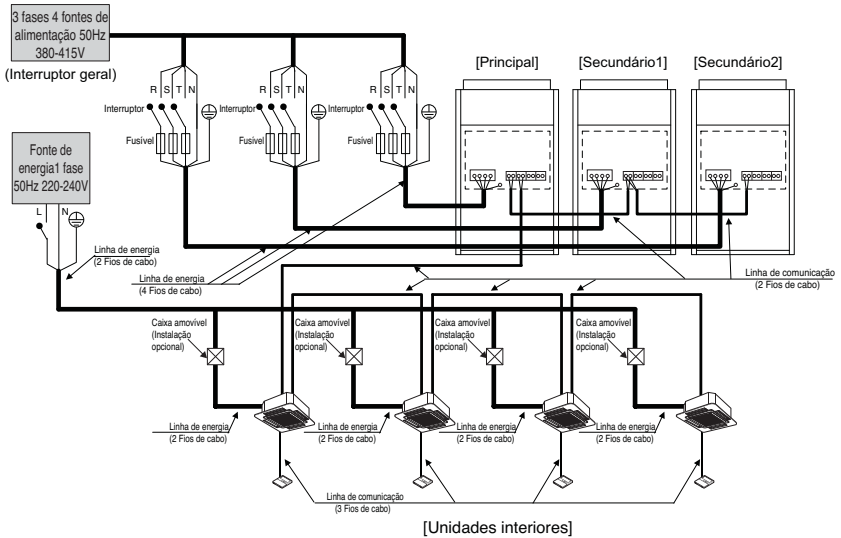 3 fases 4 fontes de
alimentação 50Hz
380-415V
(Interruptor geral)
[Principal]
[Secundário1]
[Secundário2]
R S T N
R S T N
R S T N
Interruptor
Interruptor
Interruptor
Fusível
Fusível
Fusível
Fonte de
energia1 fase
50Hz 220-240V
L N
Linha de energia
(2 Fios de cabo)
Linha de energia
(4 Fios de cabo)
Linha de comunicação
(2 Fios de cabo)
Caixa amovível
(Instalação
opcional)
Caixa amovível
(Instalação
opcional)
Caixa amovível
(Instalação
opcional)
Caixa amovível
(Instalação
opcional)
Linha de energia
(2 Fios de cabo)
Linha de energia
(2 Fios de cabo)
Linha de energia
(2 Fios de cabo)
Linha de energia
(2 Fios de cabo)
Linha de comunicação
(3 Fios de cabo)
[Unidades interiores]